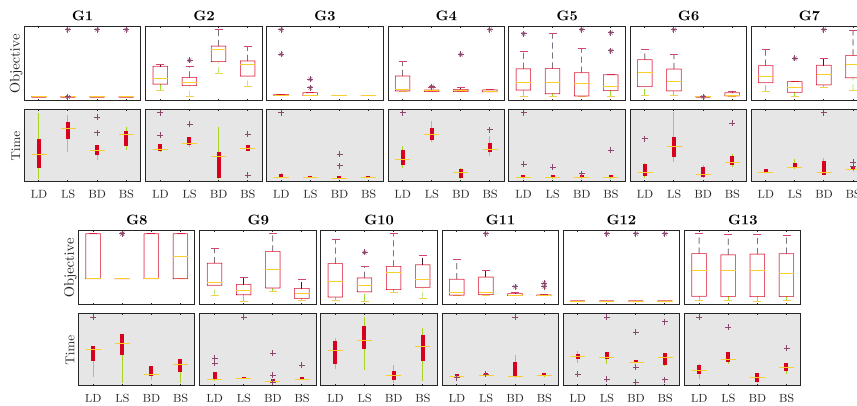 G1 G2 G3 G4 G5 G6 G7
Objective
Time
LD LS BD BS LD LS BD BS LD LS BD BS LD LS BD BS LD LS BD BS LD LS BD BS LD LS BD BS
G8 G9 G10 G11 G12 G13
Objective
Time
LD LS BD BS LD LS BD BS LD LS BD BS LD LS BD BS LD LS BD BS LD LS BD BS